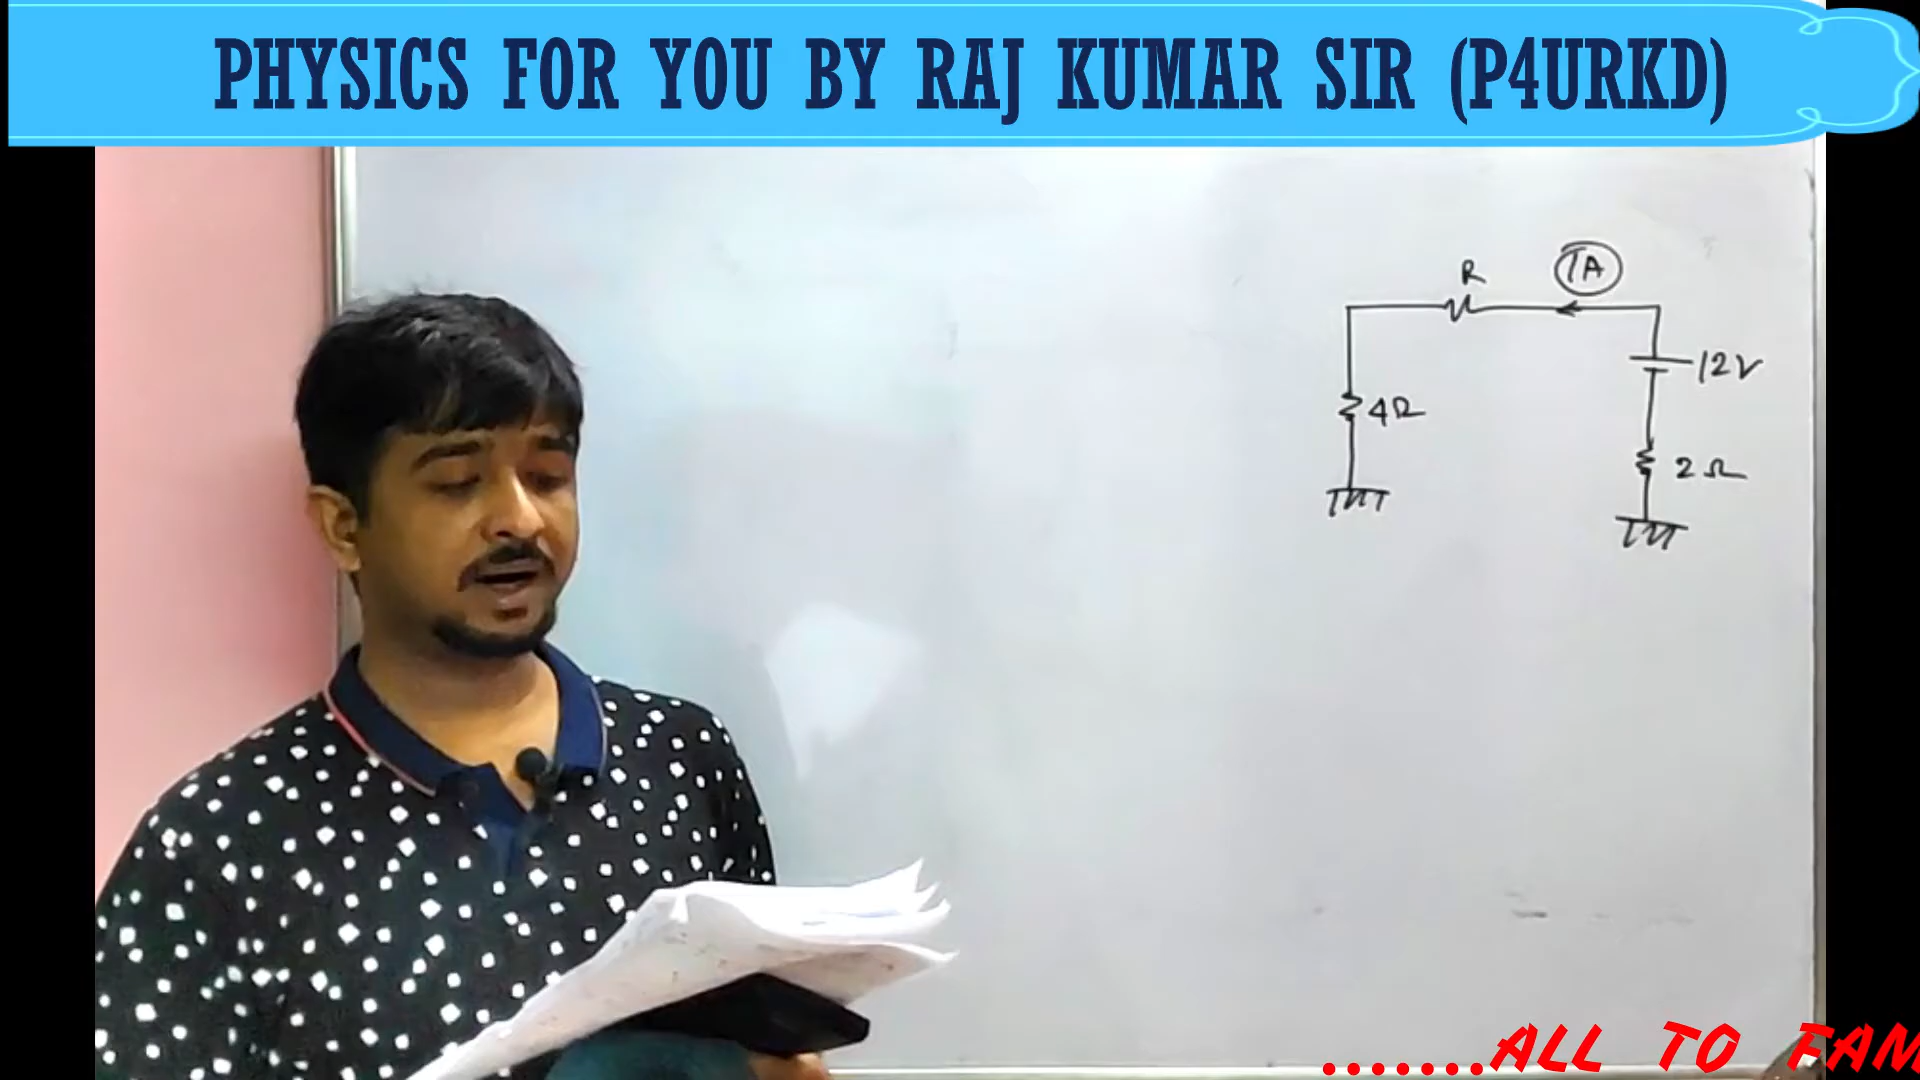 PHYSICS FOR YOU BY RAJ KUMAR SIR (P4URKD)
R
1A
12V
4Ω
2Ω
.......ALL TO FAM